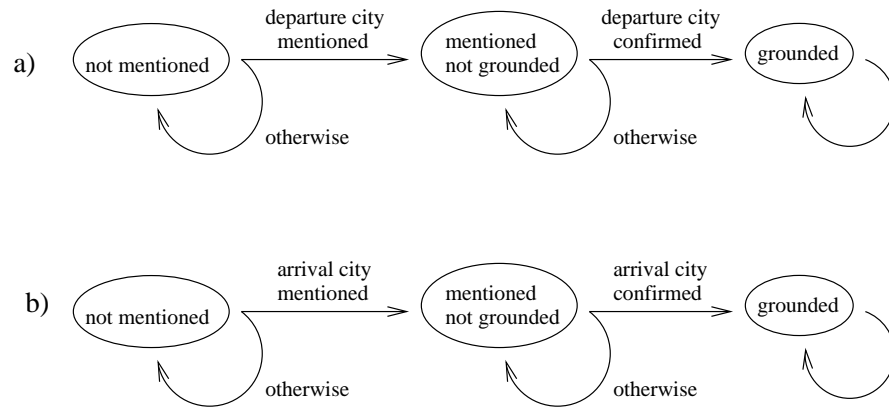 a)
not mentioned
departure city
mentioned
otherwise
mentioned
not grounded
departure city
confirmed
otherwise
grounded
b)
not mentioned
arrival city
mentioned
otherwise
mentioned
not grounded
arrival city
confirmed
otherwise
grounded